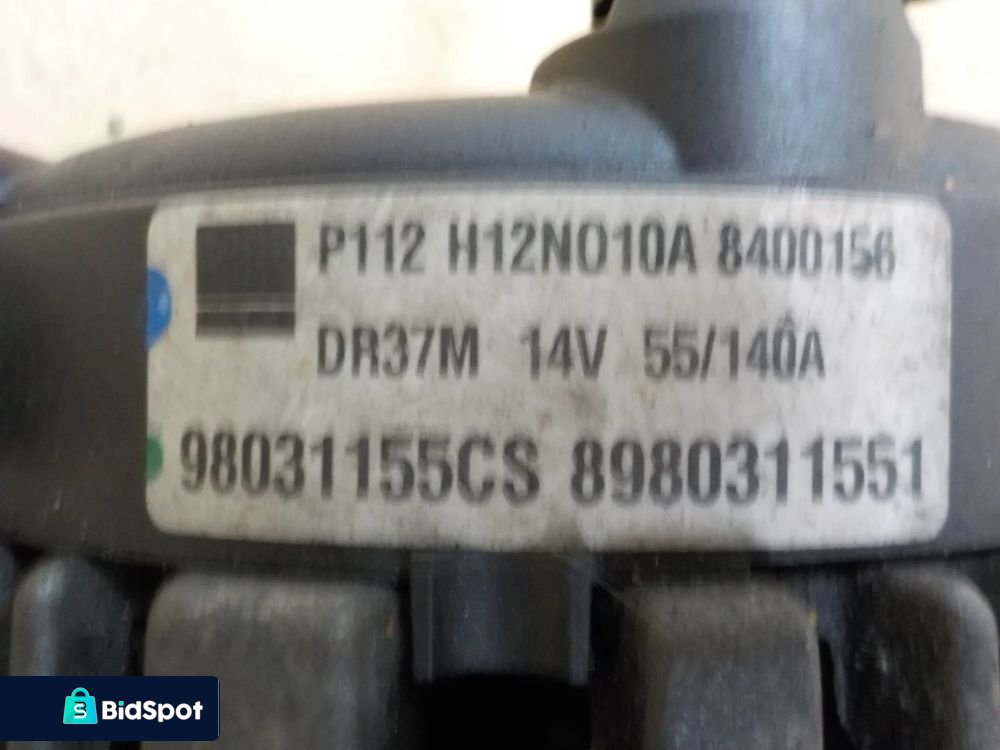 P112 H12NO10A 8400156
DR37M 14V 55/140A
98031155CS 8980311551
BidSpot